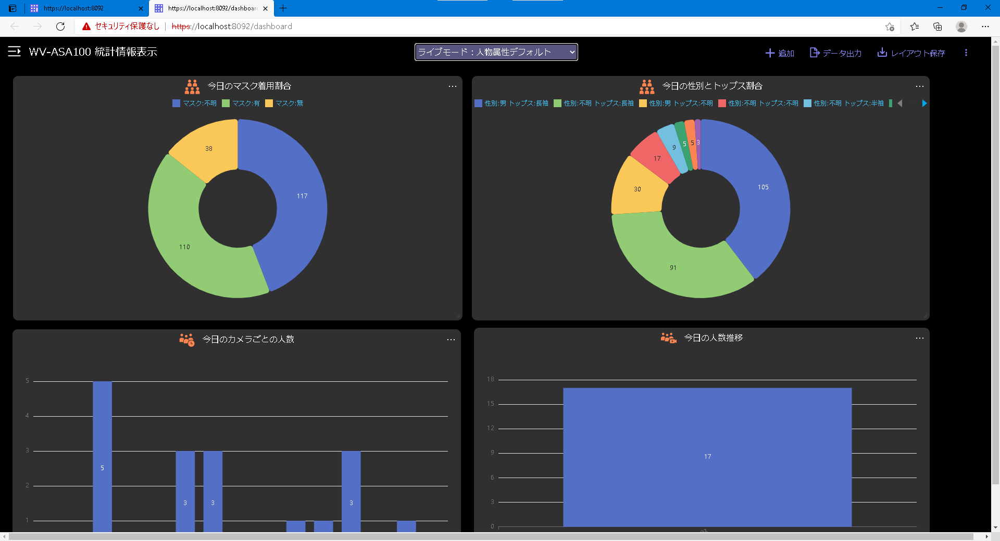 https://localhost:8092
https://localhost:8092/dashboar
セキュリティ保護なし
https://localhost:8092/dashboard
WV-ASA100 統計情報表示
ライブモード：人物属性デフォルト
追加
データ出力
レイアウト保存
今日のマスク着用割合
マスク:不明 マスク:有 マスク:無
38
117
110
今日の性別とトップス割合
性別:男 トップス:長袖 性別:不明 トップス:長袖 性別:男 トップス:不明 性別:不明 トップス:不明 性別:不明 トップス:半袖
105
91
30
17
9
5
5
3
今日のカメラごとの人数
5
4
3
2
1
5
3
3
3
今日の人数推移
18
15
12
9
6
3
0
17